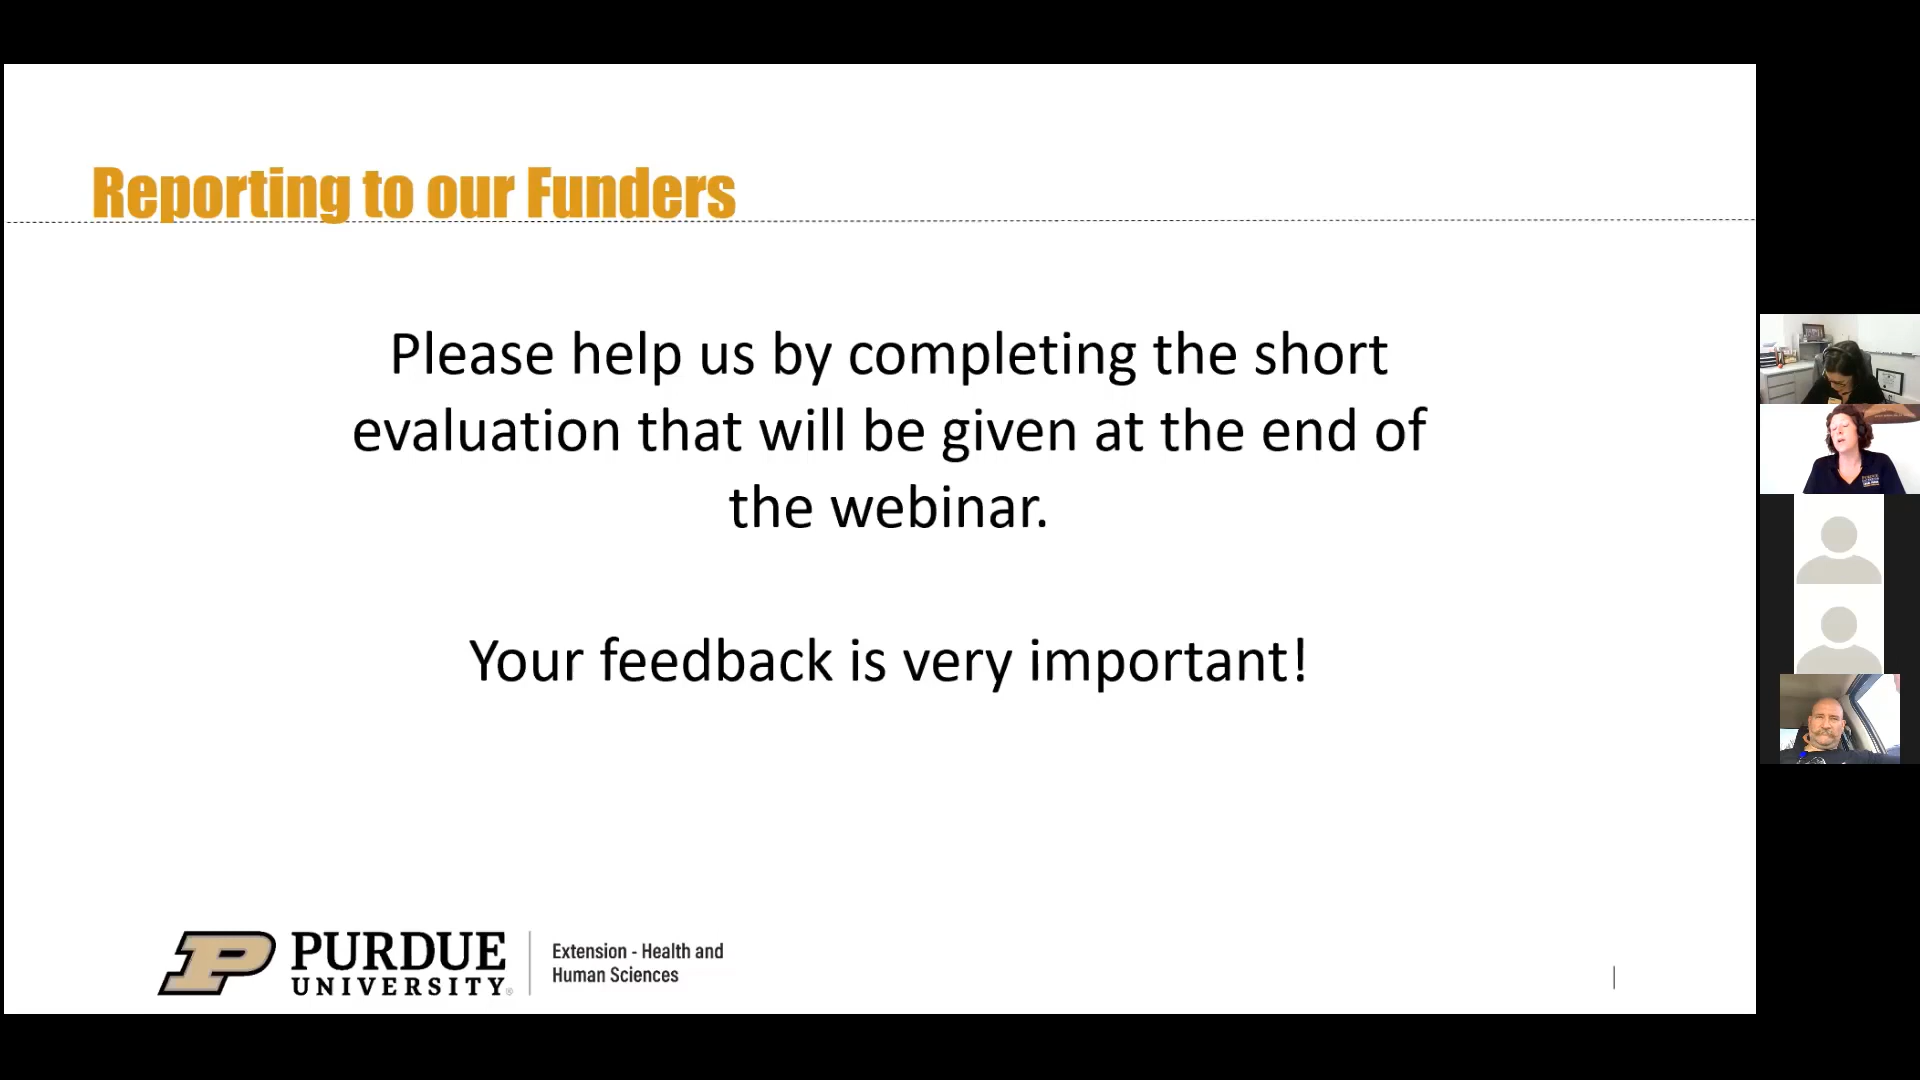 Reporting to our Funders
Please help us by completing the short
evaluation that will be given at the end of
the webinar.
Your feedback is very important!
PURDUE
UNIVERSITY®
Extension - Health and
Human Sciences
PURDUE